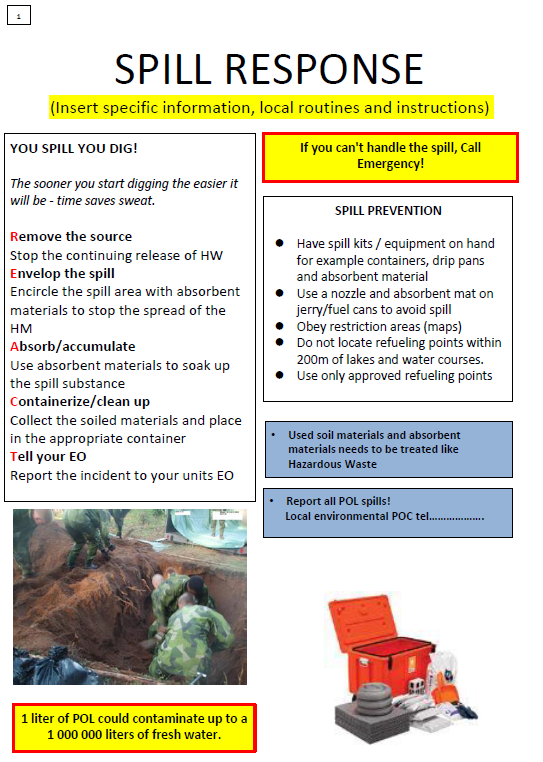 1
SPILL RESPONSE
(Insert specific information, local routines and instructions)
YOU SPILL YOU DIG!
The sooner you start digging the easier it
will be - time saves sweat.
Remove the source
Stop the continuing release of HW
Envelop the spill
Encircle the spill area with absorbent
materials to stop the spread of the
HM
Absorb/accumulate
Use absorbent materials to soak up
the spill substance
Containerize/clean up
Collect the soiled materials and place
in the appropriate container
Tell your EO
Report the incident to your units EO
If you can't handle the spill, Call
Emergency!
SPILL PREVENTION
● Have spill kits / equipment on hand
for example containers, drip pans
and absorbent material
● Use a nozzle and absorbent mat on
jerry/fuel cans to avoid spill
● Obey restriction areas (maps)
● Do not locate refueling points within
200m of lakes and water courses.
● Use only approved refueling points
• Used soil materials and absorbent
materials needs to be treated like
Hazardous Waste
• Report all POL spills!
Local environmental POC tel……………….
1 liter of POL could contaminate up to a
1 000 000 liters of fresh water.